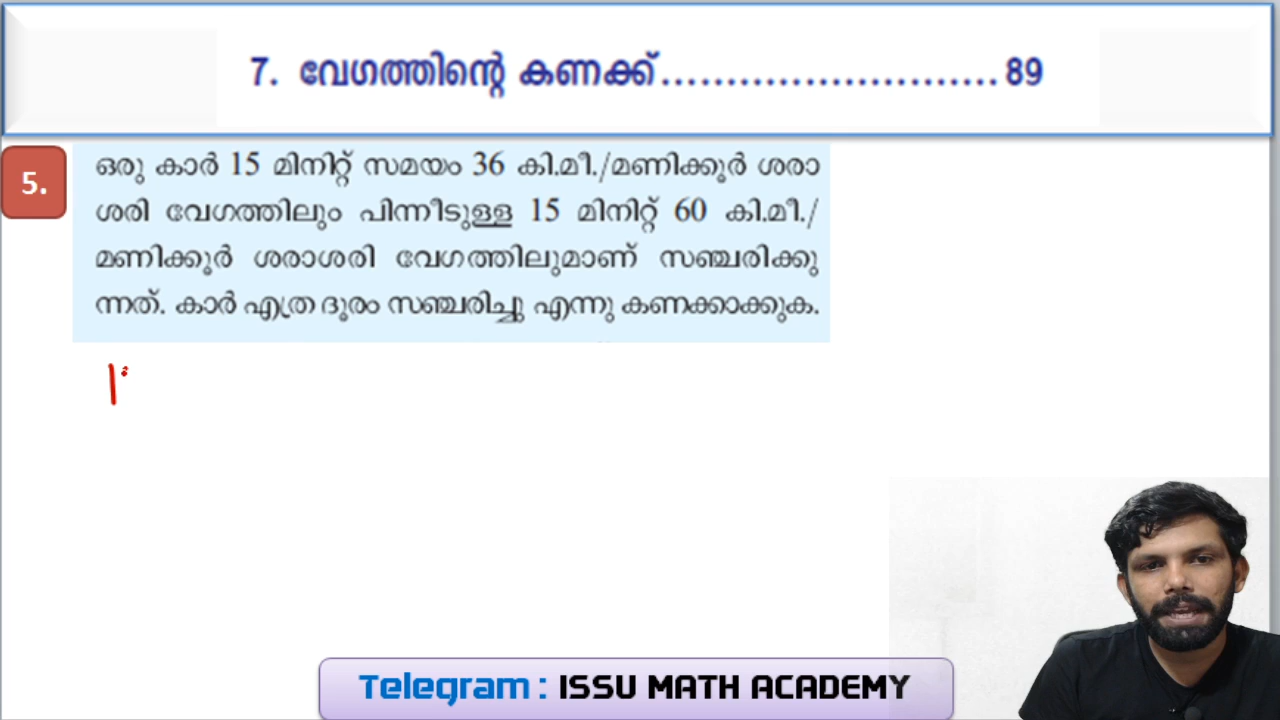 7. വേഗത്തിന്റെ കണക്ക്..........................89
5.
ഒരു കാർ 15 മിനിറ്റ് സമയം 36 കി.മീ./മണിക്കൂർ ശരാ
ശരി വേഗത്തിലും പിന്നീടുള്ള 15 മിനിറ്റ് 60 കി.മീ./
മണിക്കൂർ ശരാശരി വേഗത്തിലുമാണ് സഞ്ചരിക്കു
ന്നത്. കാർ എത്ര ദൂരം സഞ്ചരിച്ചു എന്നു കണക്കാക്കുക.
Telegram : ISSU MATH ACADEMY